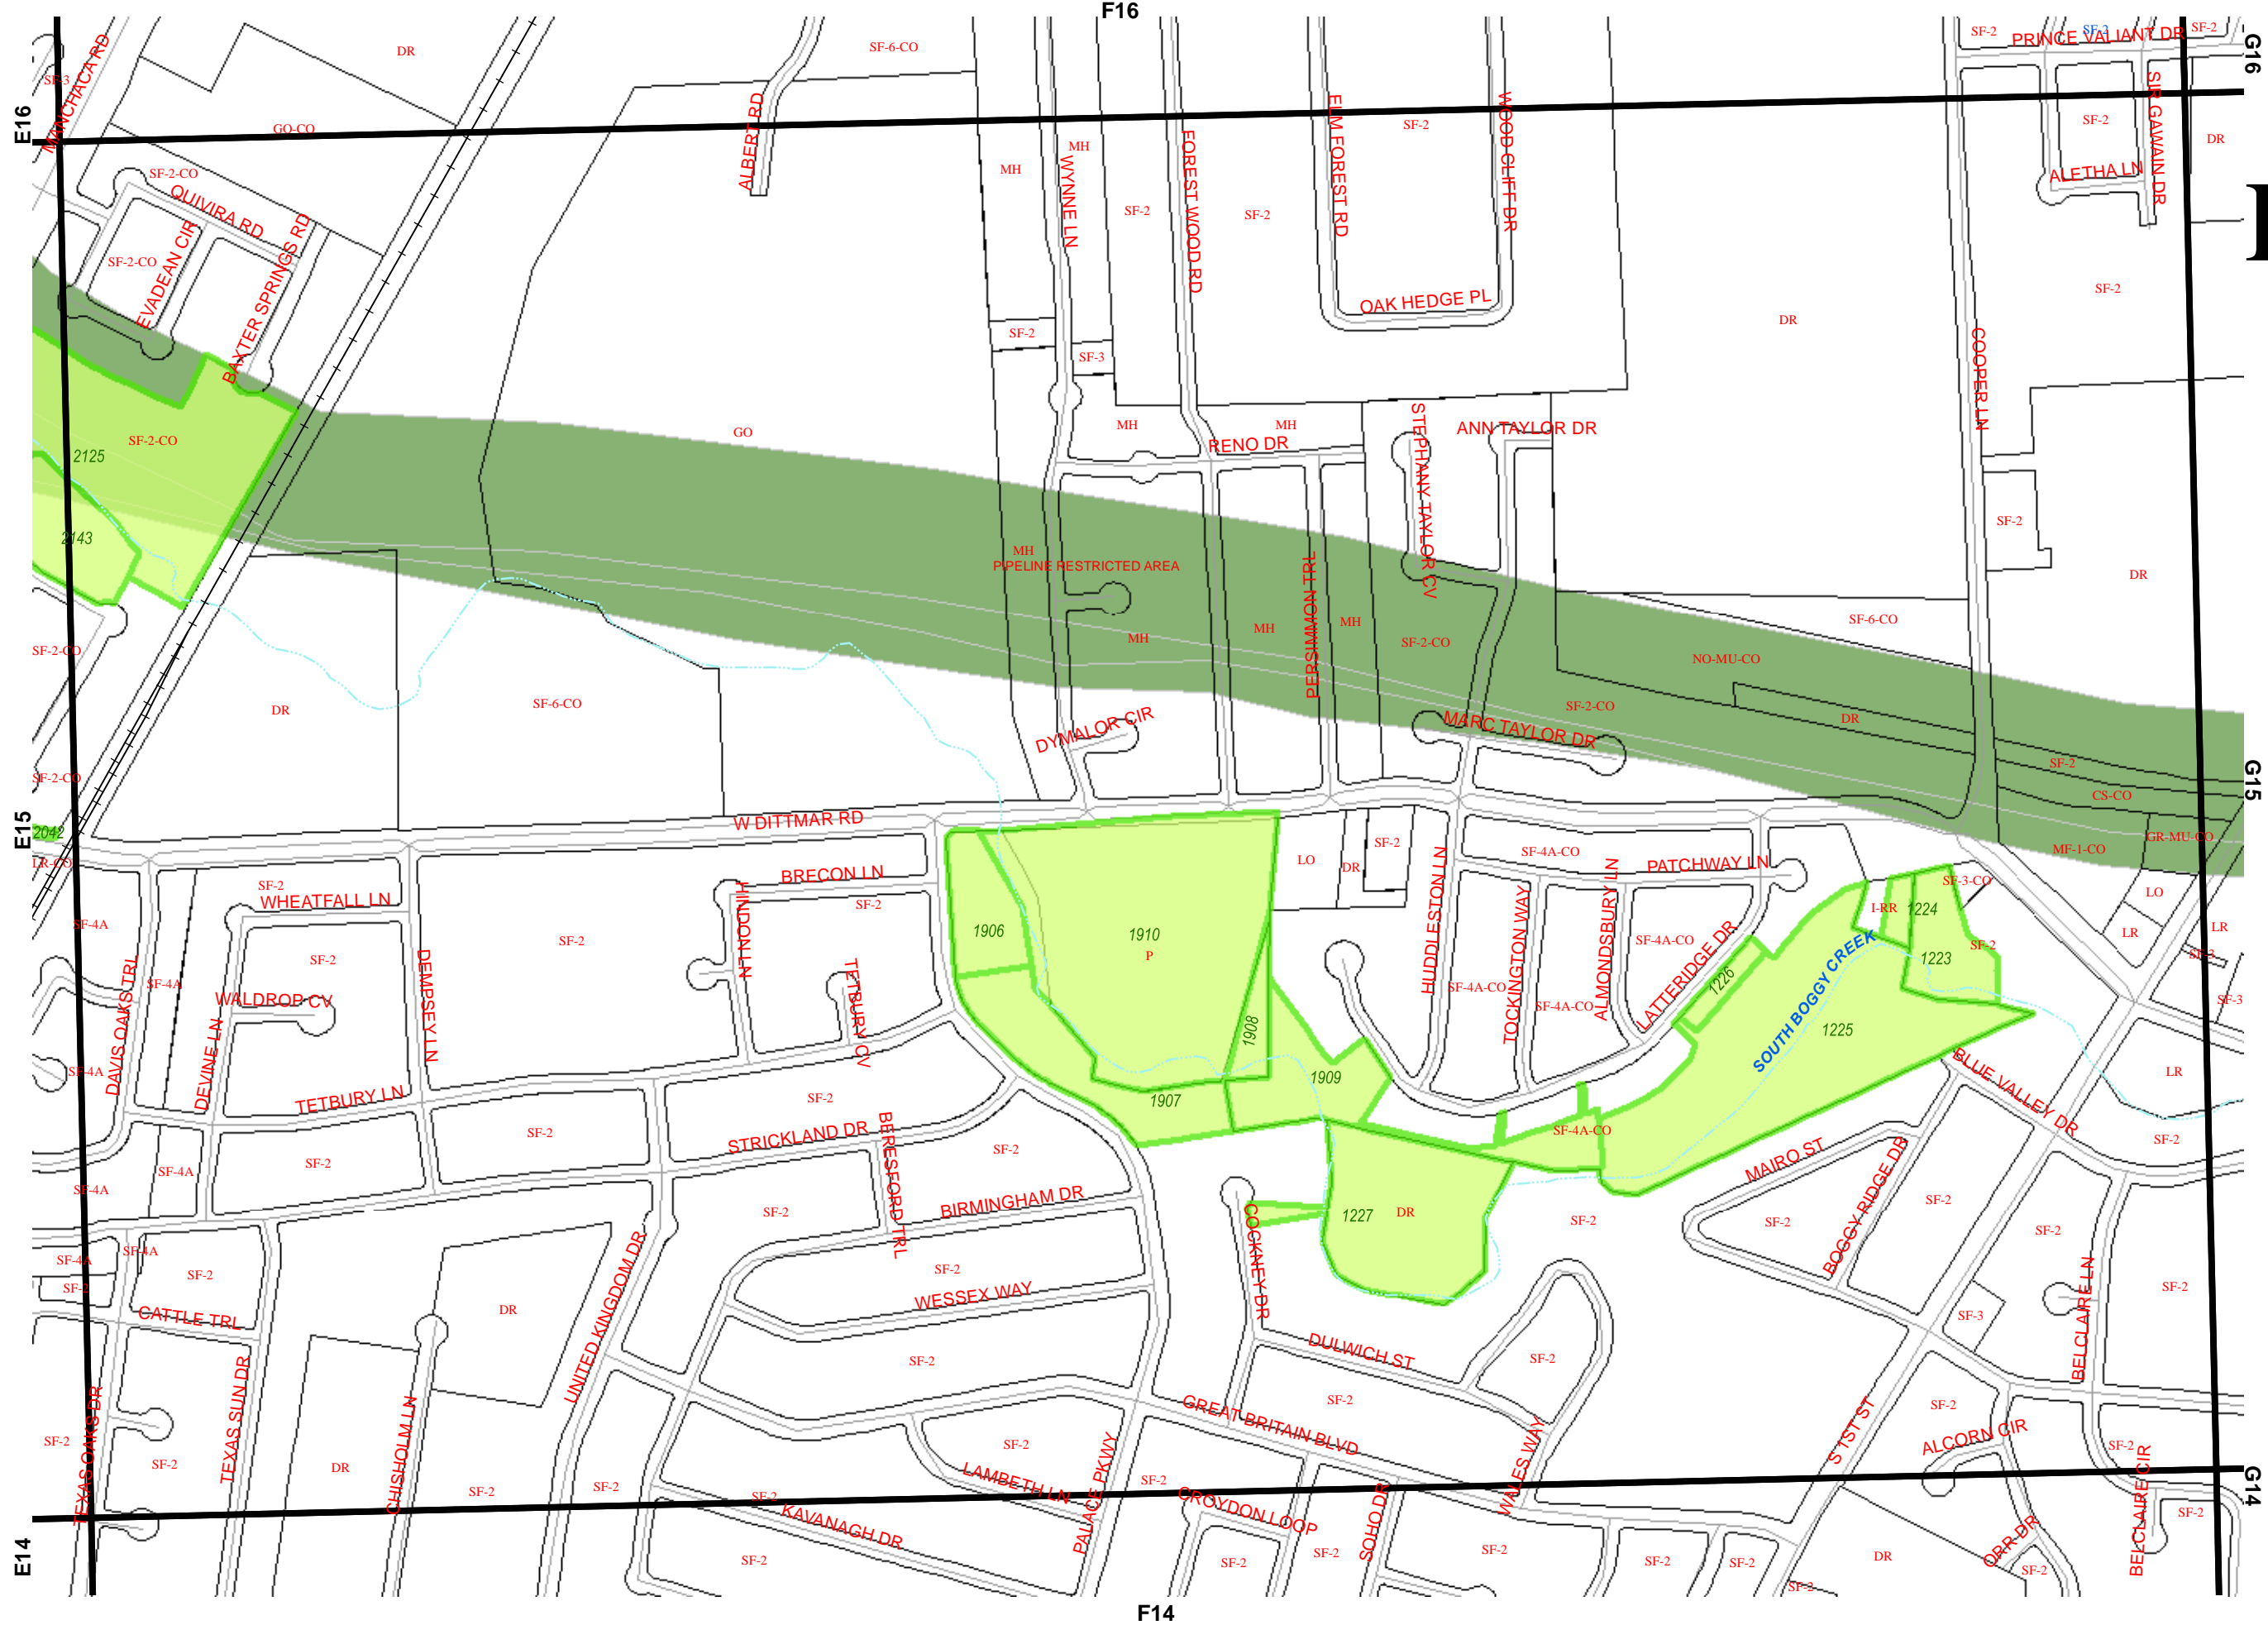 F16
DR
SF-6-CO
SF-2
SF-2
SF-2
PRINCE VALIANT DR
G16
SF-3
MANCHACA RD
E16
GO-CO
ALBERT RD
MH
WYNNE LN
FOREST WOOD RD
ELM FOREST RD
SF-2
WOOD CLIFF DR
SF-2
SIR GAWAIN DR
DR
SF-2-CO
QUIVIRA RD
MH
ALETHA LN
SF-2
SF-2
EVADEAN CIR
BAXTER SPRINGS RD
SF-2-CO
OAK HEDGE PL
SF-2
DR
SF-2
SF-3
COOPER LN
SF-2-CO
GO
MH
MH
RENO DR
STEPHANY TAYLOR CV
ANN TAYLOR DR
2125
2143
SF-2
MH
PIPELINE RESTRICTED AREA
PERSIMMON TRL
DR
SF-6-CO
MH
MH
MH
SF-2-CO
NO-MU-CO
SF-2-CO
DR
SF-6-CO
SF-2-CO
DYMALOR CIR
MARC TAYLOR DR
DR
SF-2-CO
SF-2
CS-CO
G15
E15
2042
W DITTMAR RD
GR-MU-CO
LR-CO
MF-1-CO
LO
DR
SF-2
SF-4A-CO
PATCHWAY LN
SF-2
WHEATFALL LN
BRECON LN
SF-2
HINDON LN
SF-3-CO
LO
I-RR
1224
SF-4A
SF-2
SF-2
1906
1910
P
HUDDLESTON LN
TOCKINGTON WAY
ALMONDSBURY LN
SF-4A-CO
LATTERIDGE DR
LR
LR
SF-2
SF-3
1223
DAVIS OAKS TRL
SF-4A
WALDROP CV
DEMPSEY LN
TETBURY CV
SF-4A-CO
SF-4A-CO
1226
SOUTH BOGGY CREEK
SF-3
1908
1225
DEVINE LN
SF-4A
TETBURY LN
SF-2
1909
1907
BLUE VALLEY DR
LR
SF-2
STRICKLAND DR
BERESFORD TRL
SF-2
SF-4A-CO
SF-2
SF-4A
SF-2
SF-4A
MAIRO ST
BOGGY RIDGE DR
SF-2
BIRMINGHAM DR
SF-2
COCKNEY DR
1227
DR
SF-2
SF-2
SF-2
SF-4A
SF-4A
SF-2
SF-2
UNITED KINGDOM DR
SF-2
WESSEX WAY
BELCLAIRE LN
SF-2
CATTLE TRL
DR
SF-3
SF-2
DULWICH ST
SF-2
SF-2
TEXAS OAKS DR
TEXAS SUN DR
CHISHOLM LN
GREAT BRITAIN BLVD
WALES WAY
S 1ST ST
SF-2
ALCORN CIR
SF-2
SF-2
DR
SF-2
PALACE PKWY
SF-2
BELCLAIRE CIR
G14
SF-2
SF-2
SF-2
LAMBETH LN
SF-2
CROYDON LOOP
SOHO DR
SF-2
KAVANAGH DR
ORR DR
E14
SF-2
SF-2
SF-2
SF-2
SF-2
SF-2
DR
SF-2
SF-2
F14